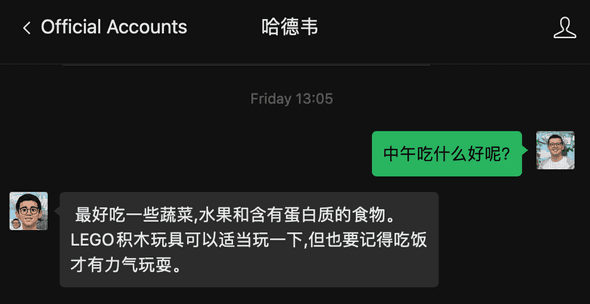 Official Accounts
哈德韦
Friday 13:05
中午吃什么好呢?
最好吃一些蔬菜,水果和含有蛋白质的食物。
LEGO积木玩具可以适当玩一下,但也要记得吃饭
才有力气玩耍。